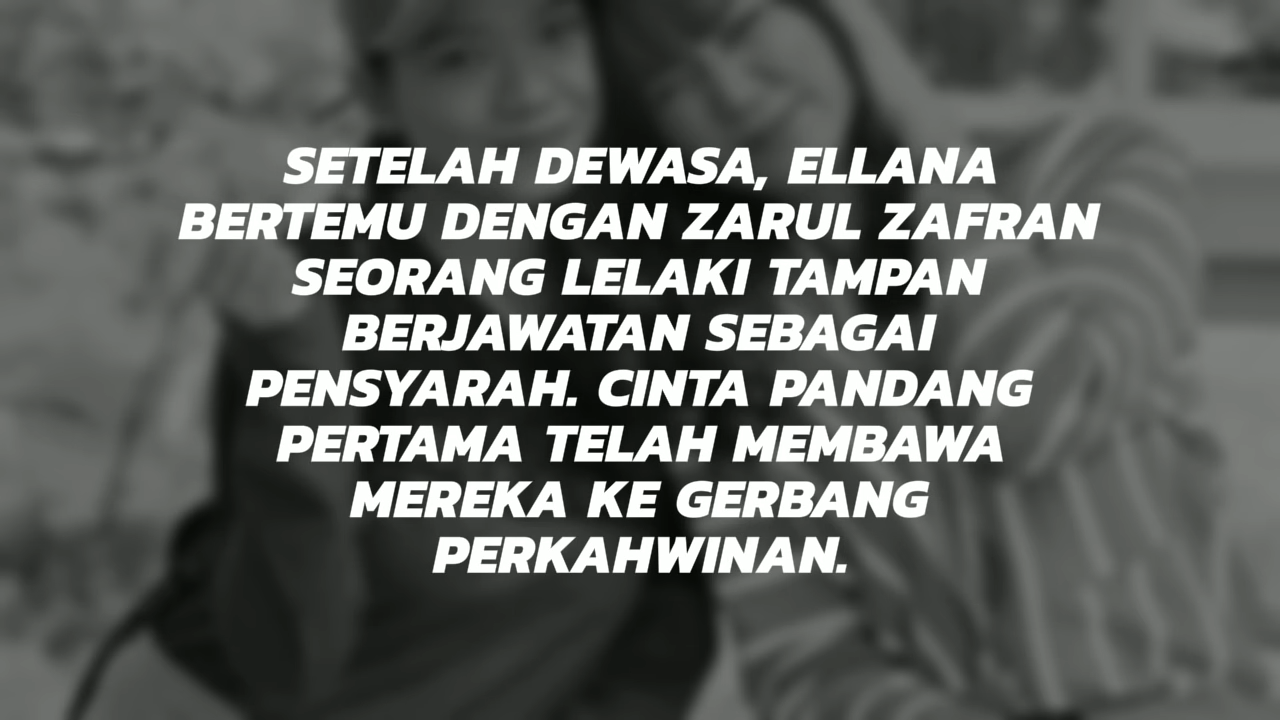 SETELAH DEWASA, ELLANA
BERTEMU DENGAN ZARUL ZAFRAN
SEORANG LELAKI TAMPAN
BERJAWATAN SEBAGAI
PENSYARAH. CINTA PANDANG
PERTAMA TELAH MEMBAWA
MEREKA KE GERBANG
PERKAHWINAN.